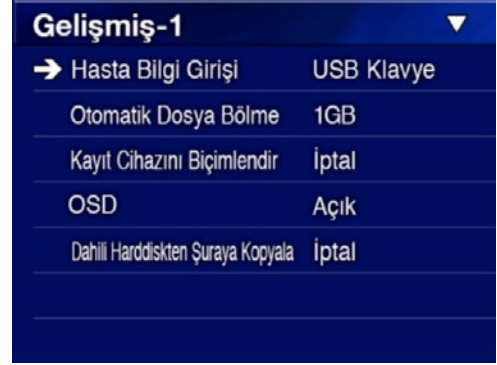 Gelişmiş-1 ▼
➔ Hasta Bilgi Girişi USB Klavye
Otomatik Dosya Bölme 1GB
Kayıt Cihazını Biçimlendir İptal
OSD Açık
Dahili Harddiskten Şuraya Kopyala İptal